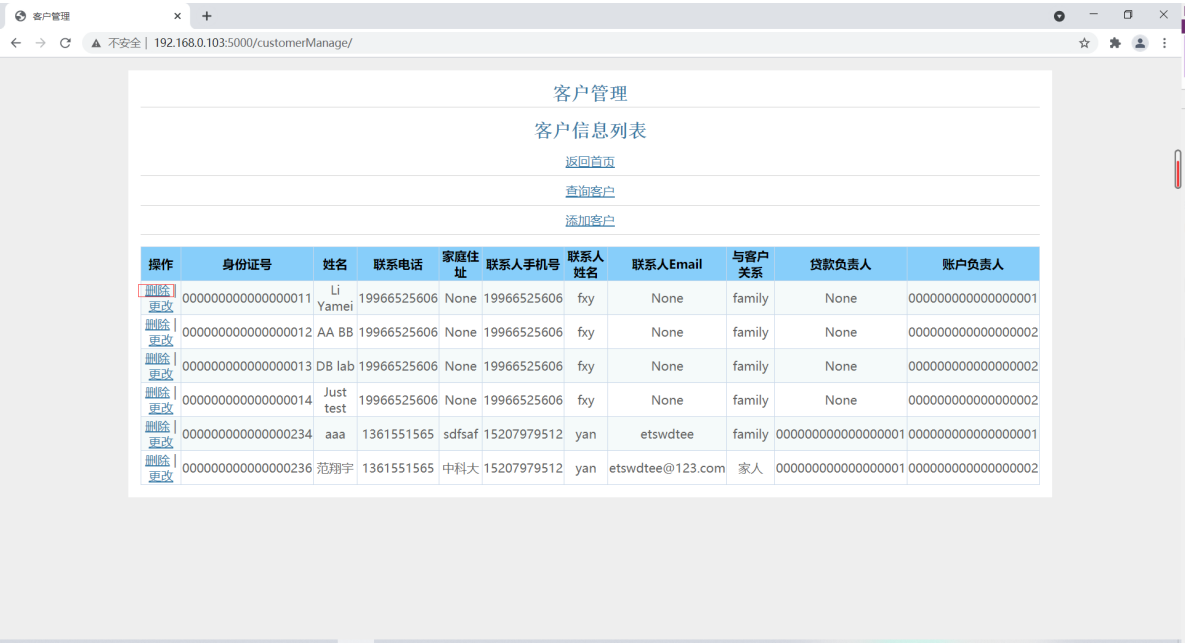 客户管理
不安全 | 192.168.0.103:5000/customerManage/
客户管理
客户信息列表
返回首页
查询客户
添加客户
操作 身份证号 姓名 联系电话 家庭住址 联系人手机号 联系人姓名 联系人Email 与客户关系 贷款负责人 账户负责人
删除 | 更改 000000000000000011 Li Yamei 19966525606 None 19966525606 fxy None family None 000000000000000001
删除 | 更改 000000000000000012 AA BB 19966525606 None 19966525606 fxy None family None 000000000000000002
删除 | 更改 000000000000000013 DB lab 19966525606 None 19966525606 fxy None family None 000000000000000002
删除 | 更改 000000000000000014 Just test 19966525606 None 19966525606 fxy None family None 000000000000000002
删除 | 更改 000000000000000234 aaa 1361551565 sdfsaf 15207979512 yan etswdtee family 000000000000000001 000000000000000001
删除 | 更改 000000000000000236 范翔宇 1361551565 中科大 15207979512 yan etswdtee@123.com 家人 000000000000000001 000000000000000002